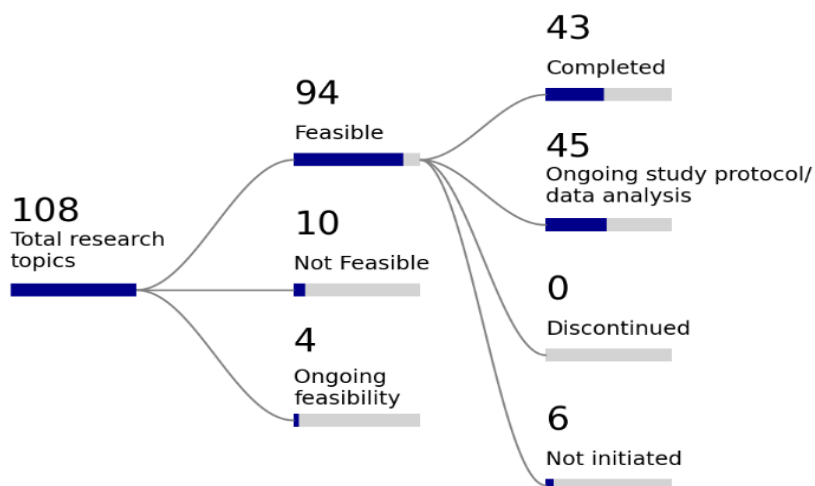 108
Total research
topics
94
Feasible
10
Not Feasible
4
Ongoing
feasibility
43
Completed
45
Ongoing study protocol/
data analysis
0
Discontinued
6
Not initiated